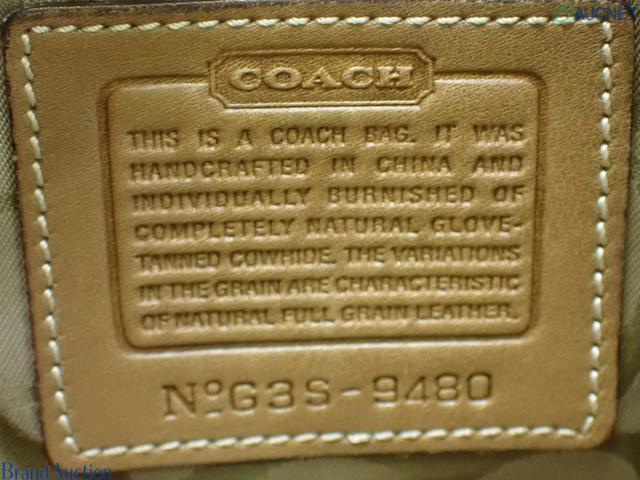 AUCNET
COACH
THIS IS A COACH BAG. IT WAS
HANDCRAFTED IN CHINA AND
INDIVIDUALLY BURNISHED OF
COMPLETELY NATURAL GLOVE-
TANNED COWHIDE. THE VARIATIONS
IN THE GRAIN ARE CHARACTERISTIC
OF NATURAL FULL GRAIN LEATHER.
Nº G3S-9480
Brand Auction